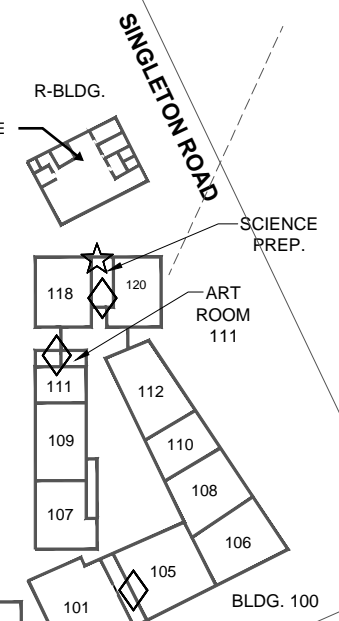 R-BLDG.
SINGLETON ROAD
E
SCIENCE
PREP.
118
120
ART
ROOM
111
111
112
109
110
108
107
106
105
101
BLDG. 100